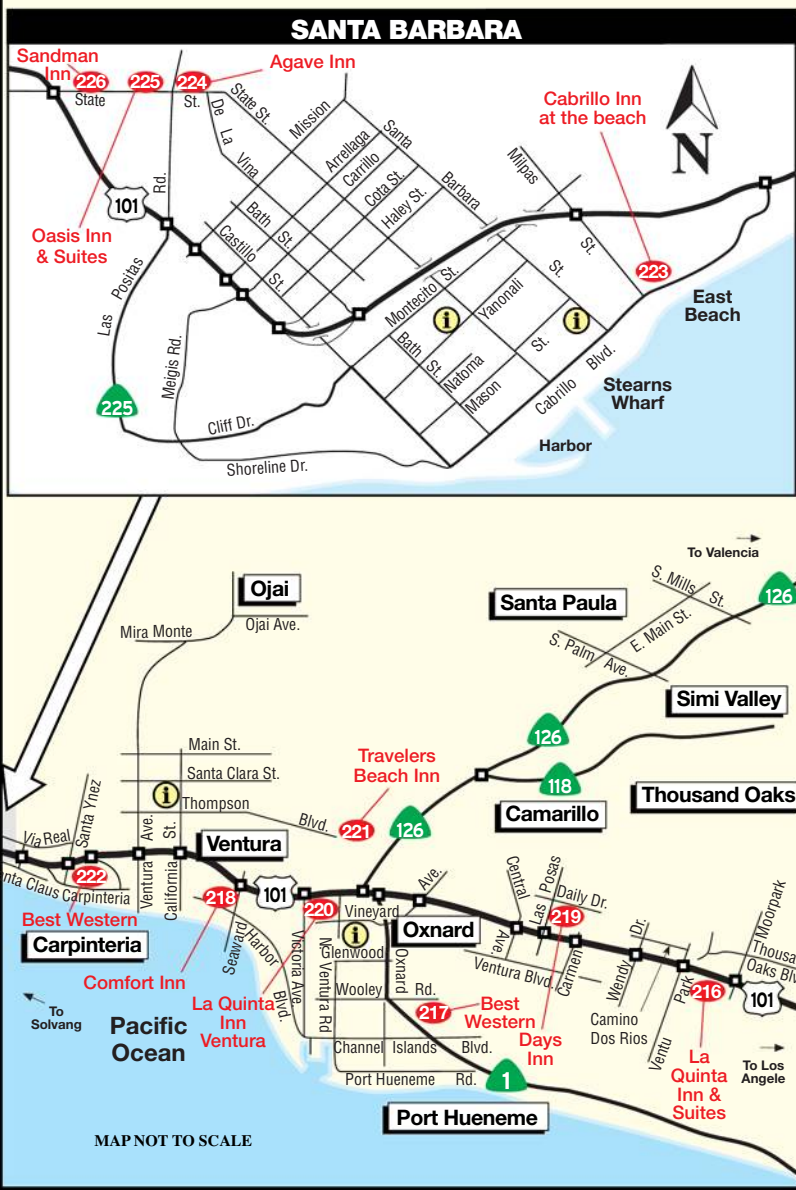 SANTA BARBARA
Sandman
Inn
226
225
224
Agave Inn
State
St.
State St.
De
La
Vina
Mission
Santa
Barbara
St.
Arrellaga
Carrillo
Cota St.
Haley St.
Milpas
St.
Cabrillo Inn
at the beach
N
101
Rd.
Oasis Inn
& Suites
Bath
St.
Castillo
St.
223
Las Positas
Montecito St.
Yanonali
St.
East
Beach
i
i
Meigis Rd.
Bath
St.
Natoma
Mason
Cabrillo Blvd.
Stearns
Wharf
225
Cliff Dr.
Harbor
Shoreline Dr.
To Valencia
Ojai
S. Mills St.
126
Santa Paula
Mira Monte
Ojai Ave.
E. Main St.
S. Palm Ave.
Simi Valley
126
Main St.
Travelers
Beach Inn
Santa Clara St.
118
i
Thompson
Blvd.
221
126
Camarillo
Thousand Oaks
Via Real
Santa Ynez
Ventura Ave.
California St.
Ventura
nta Claus
Carpinteria
222
Best Western
218
101
220
Vineyard
Ave.
Oxnard
Central
Ave.
Las Posas
Daily Dr.
219
Moorpark
Carpinteria
Seaward
i
Glenwood
Thousa
Oaks Blv
Comfort Inn
Harbor
Blvd.
Victoria Ave.
N. Ventura Rd
Oxnard
Ventura Blvd.
Carmen
Wendy Dr.
Park
216
101
To
Solvang
La Quinta
Inn
Ventura
Wooley
Rd.
217
Best
Western
Days
Inn
Camino
Dos Rios
Ventu
Pacific
Ocean
Channel
Islands
Blvd.
La
Quinta
Inn &
Suites
To Los
Angele
Port Hueneme
Rd.
1
Port Hueneme
MAP NOT TO SCALE